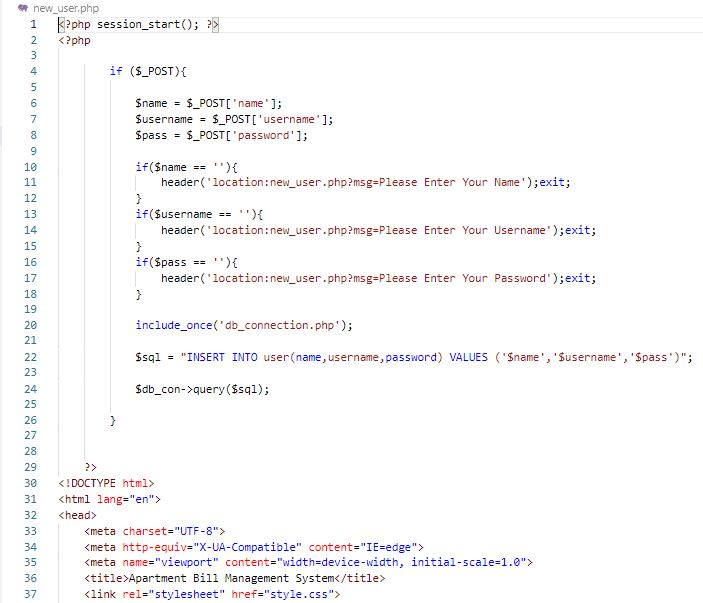 new_user.php
1 <?php session_start(); ?>
2 <?php
3
4 if ($_POST){
5
6 $name = $_POST['name'];
7 $username = $_POST['username'];
8 $pass = $_POST['password'];
9
10 if($name == ''){
11 header('location:new_user.php?msg=Please Enter Your Name');exit;
12 }
13 if($username == ''){
14 header('location:new_user.php?msg=Please Enter Your Username');exit;
15 }
16 if($pass == ''){
17 header('location:new_user.php?msg=Please Enter Your Password');exit;
18 }
19
20 include_once('db_connection.php');
21
22 $sql = "INSERT INTO user(name,username,password) VALUES ('$name','$username','$pass')";
23
24 $db_con->query($sql);
25
26 }
27
28
29 ?>
30 <!DOCTYPE html>
31 <html lang="en">
32 <head>
33 <meta charset="UTF-8">
34 <meta http-equiv="X-UA-Compatible" content="IE=edge">
35 <meta name="viewport" content="width=device-width, initial-scale=1.0">
36 <title>Apartment Bill Management System</title>
37 <link rel="stylesheet" href="style.css">